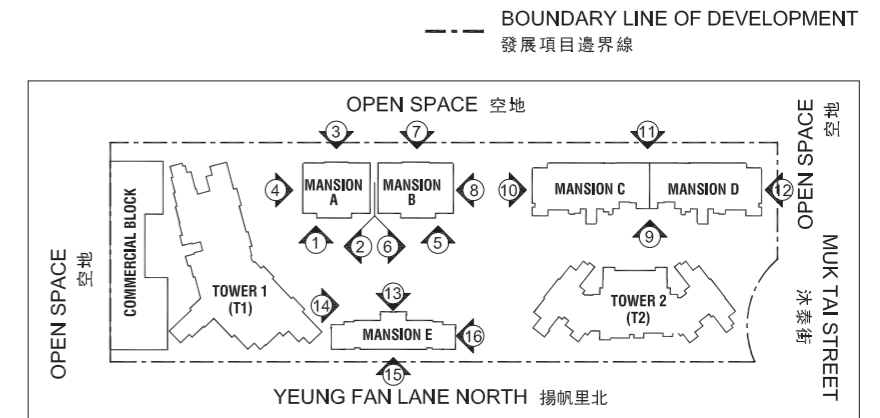 BOUNDARY LINE OF DEVELOPMENT
發展項目邊界線
OPEN SPACE 空地
OPEN SPACE
空地
3
7
11
4
MANSION
A
MANSION
B
8
10
MANSION C
MANSION D
12
1
2
6
5
9
COMMERCIAL BLOCK
OPEN SPACE
空地
TOWER 1
(T1)
14
13
MANSION E
16
15
TOWER 2
(T2)
MUK TAI STREET
沐泰街
YEUNG FAN LANE NORTH 揚帆里北